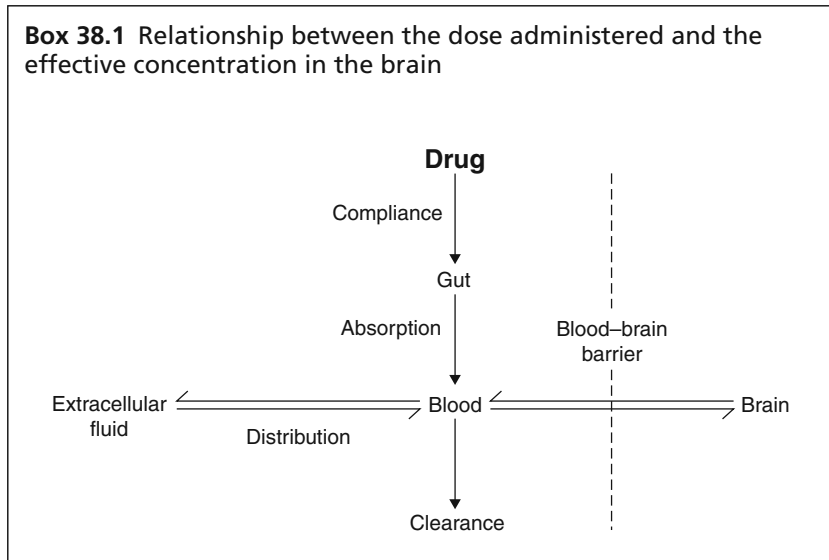 Box 38.1 Relationship between the dose administered and the
effective concentration in the brain
Drug
Compliance
Gut
Absorption
Blood–brain
barrier
Extracellular
fluid
Blood
Brain
Distribution
Clearance